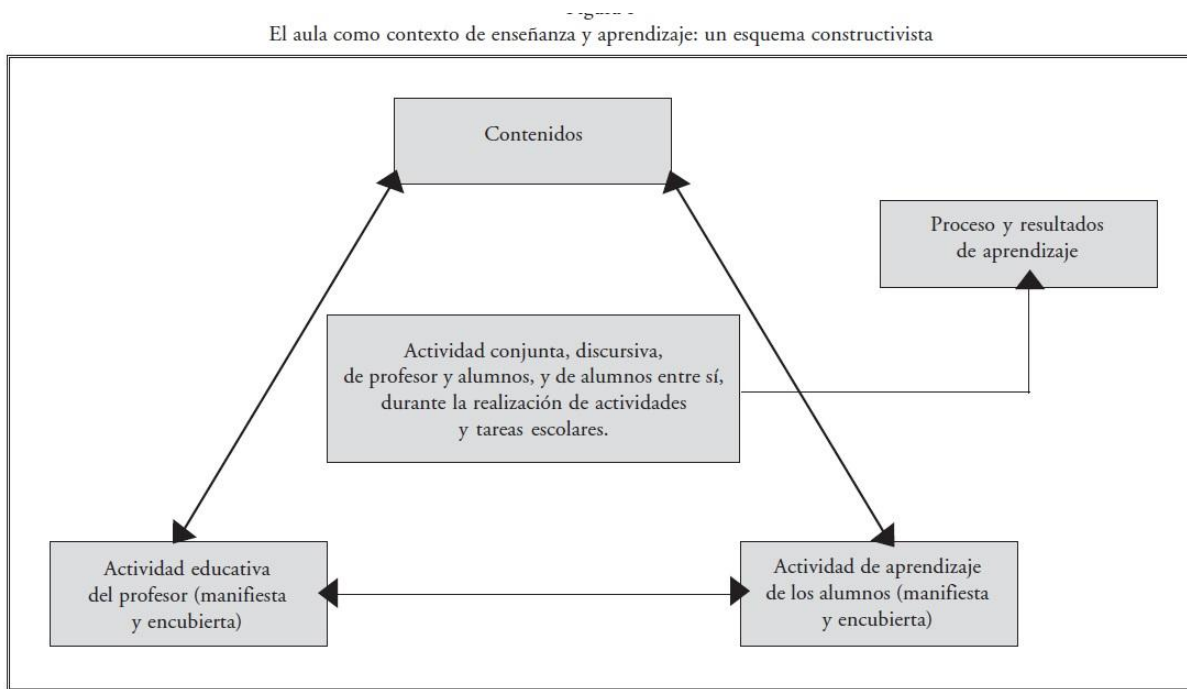 El aula como contexto de enseñanza y aprendizaje: un esquema constructivista
Contenidos
Proceso y resultados
de aprendizaje
Actividad conjunta, discursiva,
de profesor y alumnos, y de alumnos entre sí,
durante la realización de actividades
y tareas escolares.
Actividad educativa
del profesor (manifiesta
y encubierta)
Actividad de aprendizaje
de los alumnos (manifiesta
y encubierta)